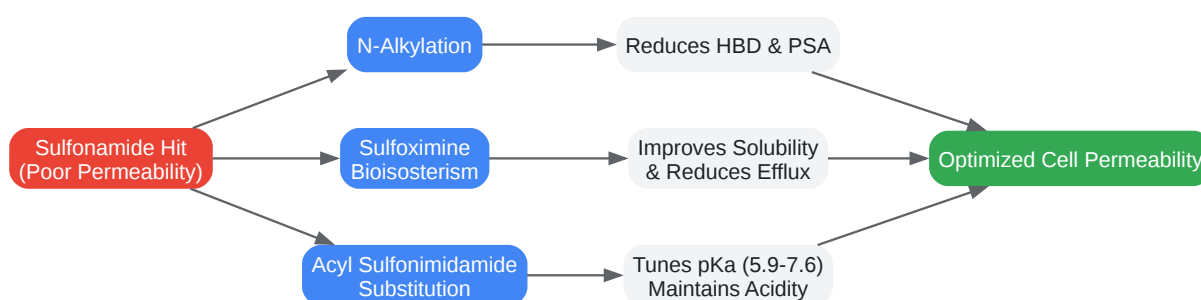 N-Alkylation
Reduces HBD & PSA
Sulfonamide Hit
(Poor Permeability)
Sulfoximine
Bioisosterism
Improves Solubility
& Reduces Efflux
Optimized Cell Permeability
Acyl Sulfonimidamide
Substitution
Tunes pKa (5.9-7.6)
Maintains Acidity